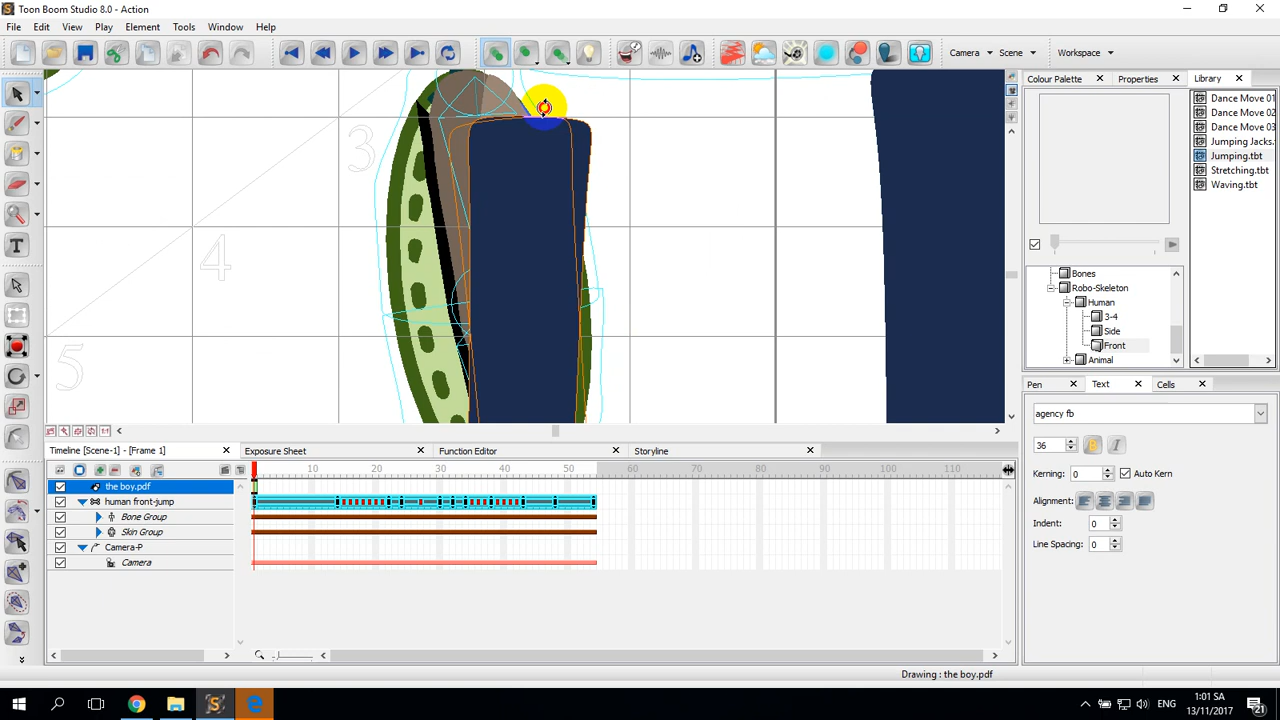 Toon Boom Studio 8.0 - Action
File Edit View Play Element Tools Window Help
Camera Scene Workspace
3
4
5
Colour Palette Properties Library
Dance Move 01
Dance Move 02
Dance Move 03
Jumping Jacks.
Jumping.tbt
Stretching.tbt
Waving.tbt
Bones
Robo-Skeleton
Human
3-4
Side
Front
Animal
Pen Text Cells
agency fb
36
Kerning: 0 Auto Kern
Alignment:
Indent: 0
Line Spacing: 0
1:1
Timeline [Scene-1] - [Frame 1] Exposure Sheet Function Editor Storyline
10 20 30 40 50 60 70 80 90 100 110
the boy.pdf
human front-jump
Bone Group
Skin Group
Camera-P
Camera
Drawing : the boy.pdf
ENG
1:01 SA
13/11/2017
21